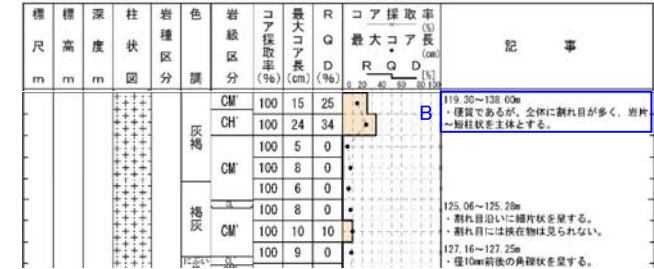 標尺 m
標高 m
深度 m
柱状図
岩種区分
色調
岩級区分
コア採取率 (%)
最大コア長 (cm)
RQD (%)
コア採取率
最大コア長 (cm)
RQD [%]
0 20 40 60 80 100
記事
CM' 100 15 25
CH' 100 24 34
灰褐
100 5 0
CM' 100 8 0
100 6 0
CL
褐灰
100 8 0
CM' 100 10 10
100 9 0
にぶい
CL
B
119.30～138.00m
・硬質であるが、全体に割れ目が多く、岩片
～短柱状を主体とする。
125.06～125.28m
・割れ目沿いに細片状を呈する。
・割れ目には挟在物は見られない。
127.16～127.25m
・径10mm前後の角礫状を呈する。